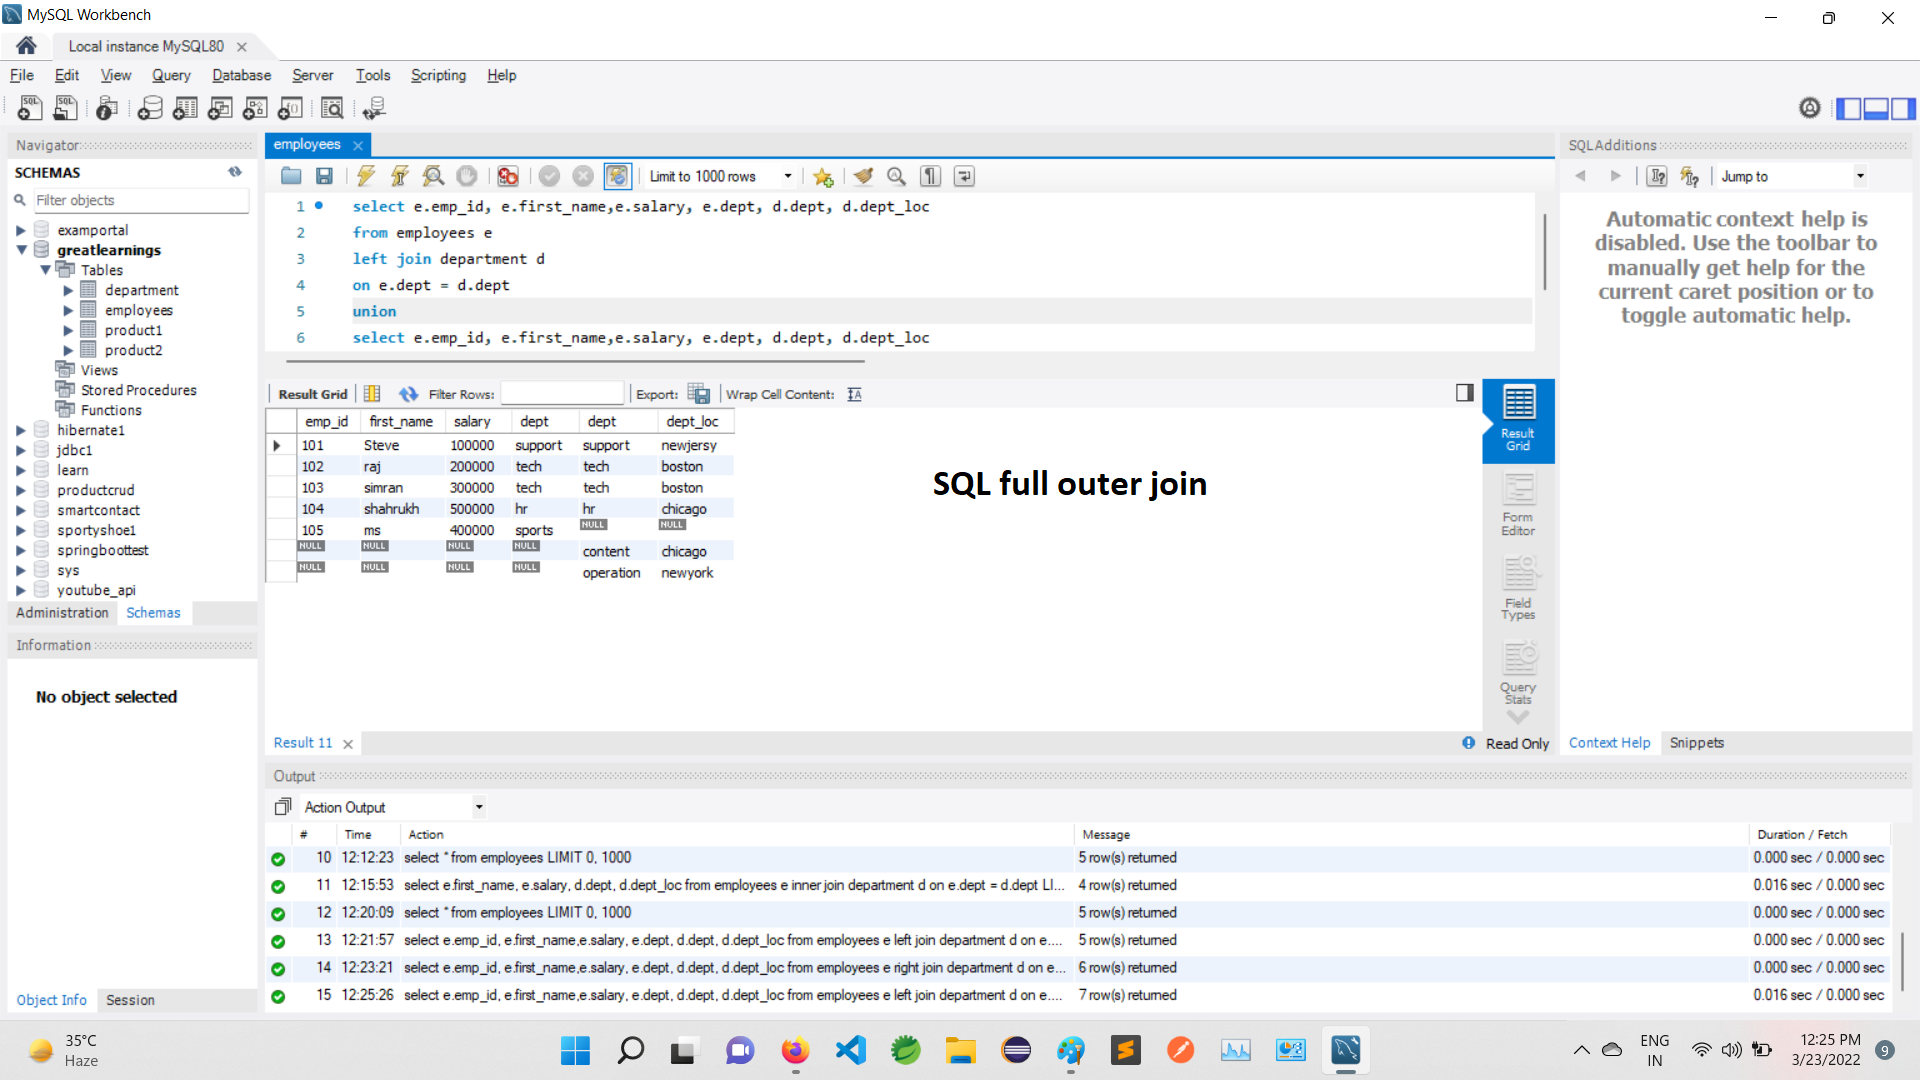 MySQL Workbench
Local instance MySQL80
File Edit View Query Database Server Tools Scripting Help
Navigator
SCHEMAS
Filter objects
examportal
greatlearnings
Tables
department
employees
product1
product2
Views
Stored Procedures
Functions
hibernate1
jdbc1
learn
productcrud
smartcontact
sportyshoe1
springboottest
sys
youtube_api
Administration Schemas
Information
No object selected
Object Info Session
employees
Limit to 1000 rows
1 select e.emp_id, e.first_name,e.salary, e.dept, d.dept, d.dept_loc
2 from employees e
3 left join department d
4 on e.dept = d.dept
5 union
6 select e.emp_id, e.first_name,e.salary, e.dept, d.dept, d.dept_loc
Result Grid Filter Rows: Export: Wrap Cell Content:
emp_id first_name salary dept dept dept_loc
101 Steve 100000 support support newjersy
102 raj 200000 tech tech boston
103 simran 300000 tech tech boston
104 shahrukh 500000 hr hr chicago
105 ms 400000 sports NULL NULL
NULL NULL NULL NULL content chicago
NULL NULL NULL NULL operation newyork
SQL full outer join
Result
Grid
Form
Editor
Field
Types
Query
Stats
Result 11
Read Only
SQLAdditions
Jump to
Automatic context help is
disabled. Use the toolbar to
manually get help for the
current caret position or to
toggle automatic help.
Context Help Snippets
Output
Action Output
# Time Action Message Duration / Fetch
10 12:12:23 select * from employees LIMIT 0, 1000 5 row(s) returned 0.000 sec / 0.000 sec
11 12:15:53 select e.first_name, e.salary, d.dept, d.dept_loc from employees e inner join department d on e.dept = d.dept LI... 4 row(s) returned 0.016 sec / 0.000 sec
12 12:20:09 select * from employees LIMIT 0, 1000 5 row(s) returned 0.000 sec / 0.000 sec
13 12:21:57 select e.emp_id, e.first_name,e.salary, e.dept, d.dept, d.dept_loc from employees e left join department d on e.... 5 row(s) returned 0.000 sec / 0.000 sec
14 12:23:21 select e.emp_id, e.first_name,e.salary, e.dept, d.dept, d.dept_loc from employees e right join department d on e... 6 row(s) returned 0.000 sec / 0.000 sec
15 12:25:26 select e.emp_id, e.first_name,e.salary, e.dept, d.dept, d.dept_loc from employees e left join department d on e.... 7 row(s) returned 0.016 sec / 0.000 sec
35°C
Haze
ENG
IN
12:25 PM
3/23/2022
9